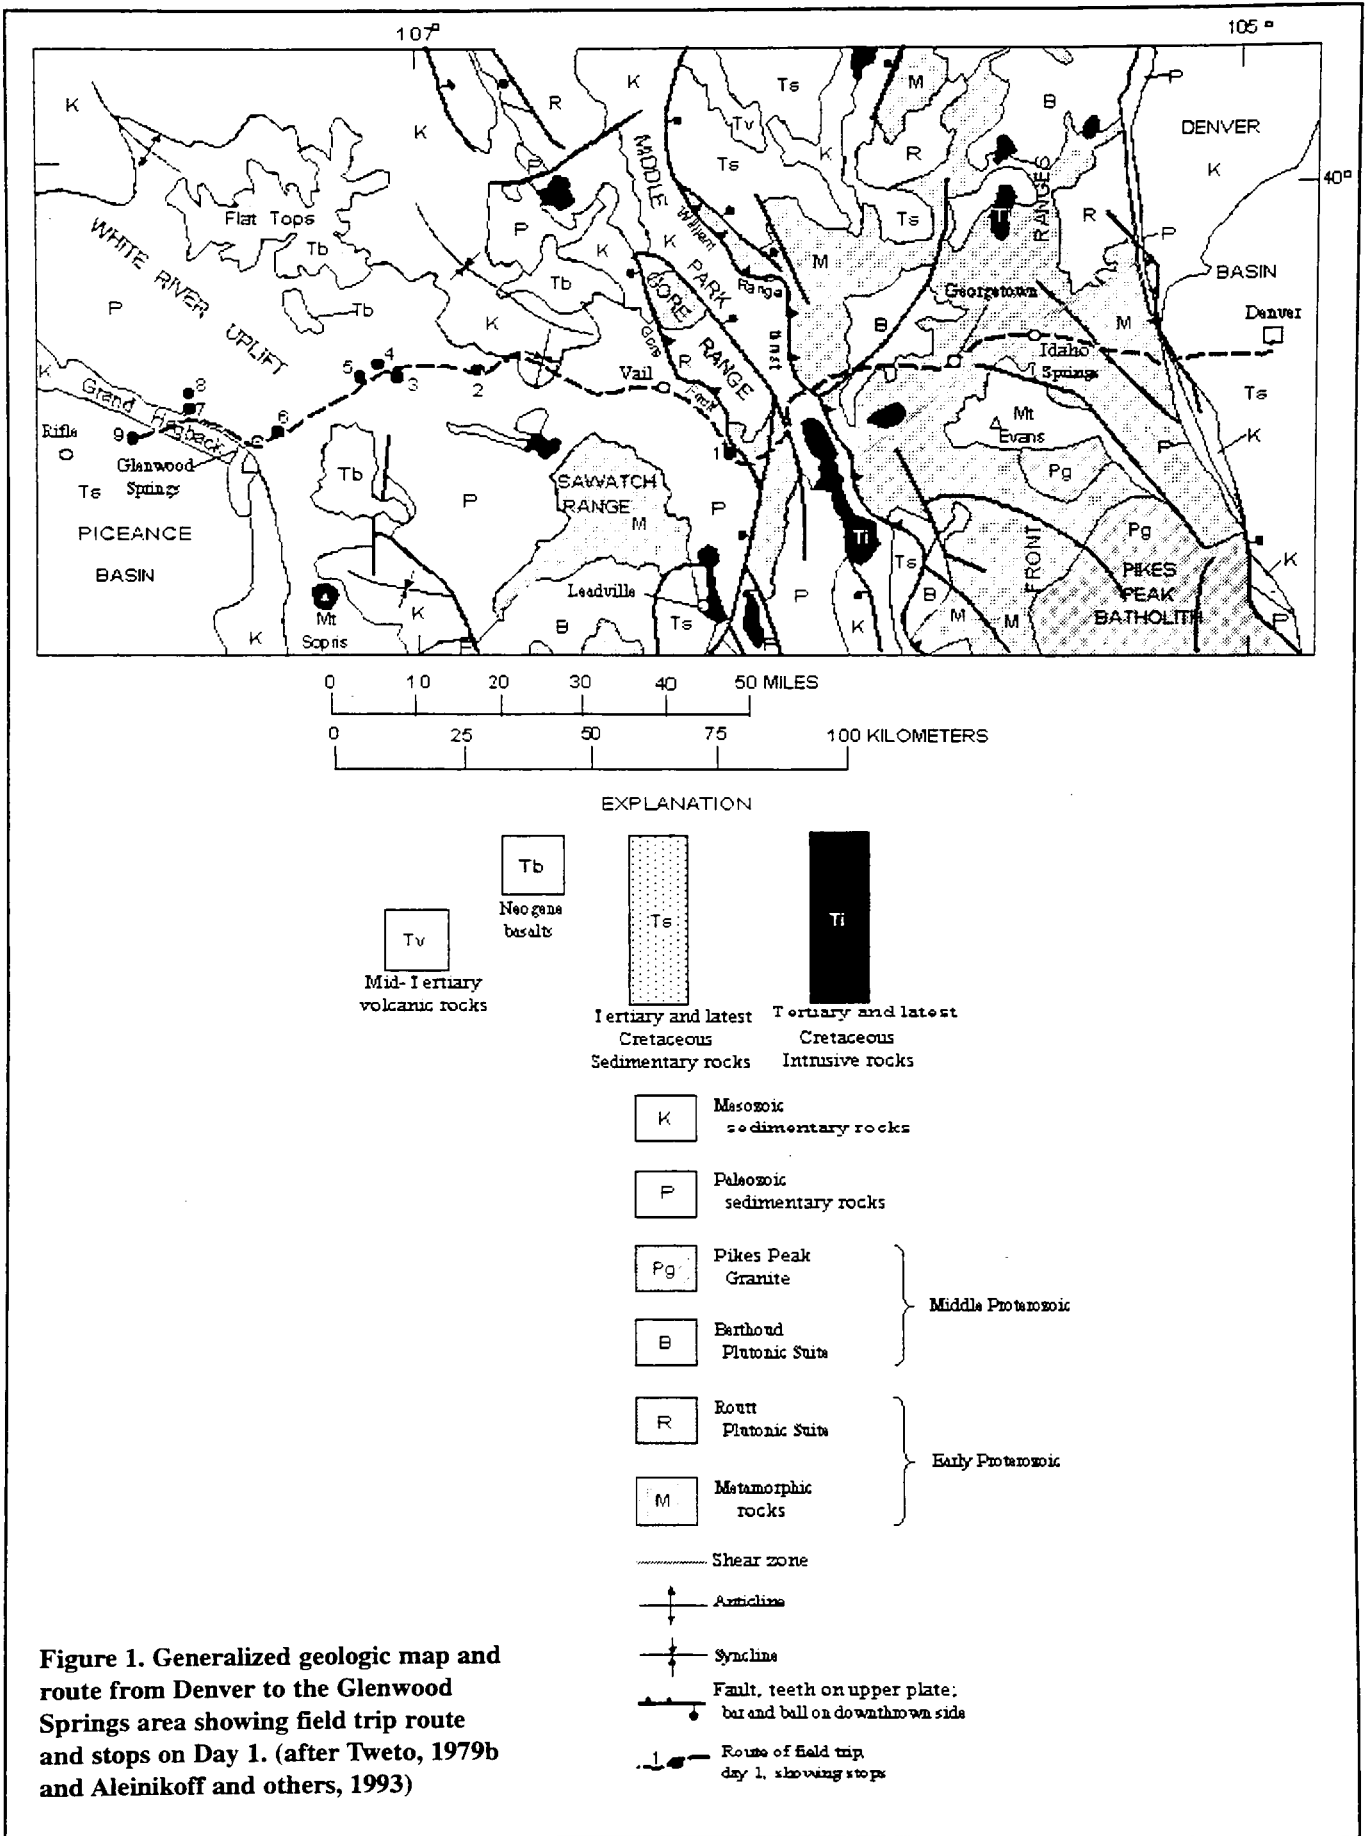 107°
105°
40°
K
K
R
K
P
MIDDLE
Ts
Tv
Ts
K
M
R
B
P
DENVER
K
Flat Tops
Tb
WHITE RIVER UPLIFT
P
Tb
P
K
Tb
K
K
PARK
Williams
Range
thrust
GORE
RANGE
Gore
Fault
R
M
Ts
B
Ti
RANGES
R
P
BASIN
Georgetown
M
Denver
Idaho
Springs
Vail
K
Grand
Hogback
8
7
9
6
5
4
3
2
1
Rifle
Glenwood
Springs
Ts
PICEANCE
BASIN
Tb
P
SAWATCH
RANGE
M
P
Mt
Evans
Pg
P
Ts
K
Pg
PIKES
PEAK
BATHOLITH
FRONT
Ti
Ts
B
M
M
K
P
K
Mt
Sopris
K
P
B
Leadville
Ts
P
K
P
0 10 20 30 40 50 MILES
0 25 50 75 100 KILOMETERS
EXPLANATION
Tb
Neogene
basalts
Tv
Mid-Tertiary
volcanic rocks
Ts
Tertiary and latest
Cretaceous
Sedimentary rocks
Ti
Tertiary and latest
Cretaceous
Intrusive rocks
K
Mesozoic
sedimentary rocks
P
Paleozoic
sedimentary rocks
Pg
Pikes Peak
Granite
B
Berthoud
Plutonic Suite
Middle Proterozoic
R
Routt
Plutonic Suite
M
Metamorphic
rocks
Early Proterozoic
Shear zone
Anticline
Syncline
Fault, teeth on upper plate;
bar and ball on downthrown side
1
Route of field trip,
day 1, showing stops
Figure 1. Generalized geologic map and
route from Denver to the Glenwood
Springs area showing field trip route
and stops on Day 1. (after Tweto, 1979b
and Aleinikoff and others, 1993)